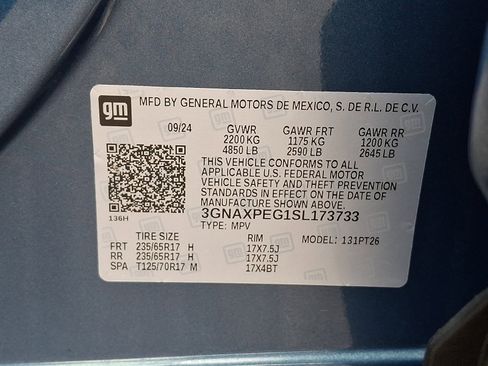 gm
MFD BY GENERAL MOTORS DE MEXICO, S. DE R.L. DE C.V.
09/24 GVWR GAWR FRT GAWR RR
2200 KG 1175 KG 1200 KG
4850 LB 2590 LB 2645 LB
THIS VEHICLE CONFORMS TO ALL
APPLICABLE U.S. FEDERAL MOTOR
VEHICLE SAFETY AND THEFT PREVENTION
STANDARDS IN EFFECT ON THE DATE OF
MANUFACTURE SHOWN ABOVE.
136H 3GNAXPEG1SL173733
TYPE: MPV
TIRE SIZE RIM MODEL: 131PT26
FRT 235/65R17 H 17X7.5J
RR 235/65R17 H 17X7.5J
SPA T125/70R17 M 17X4BT